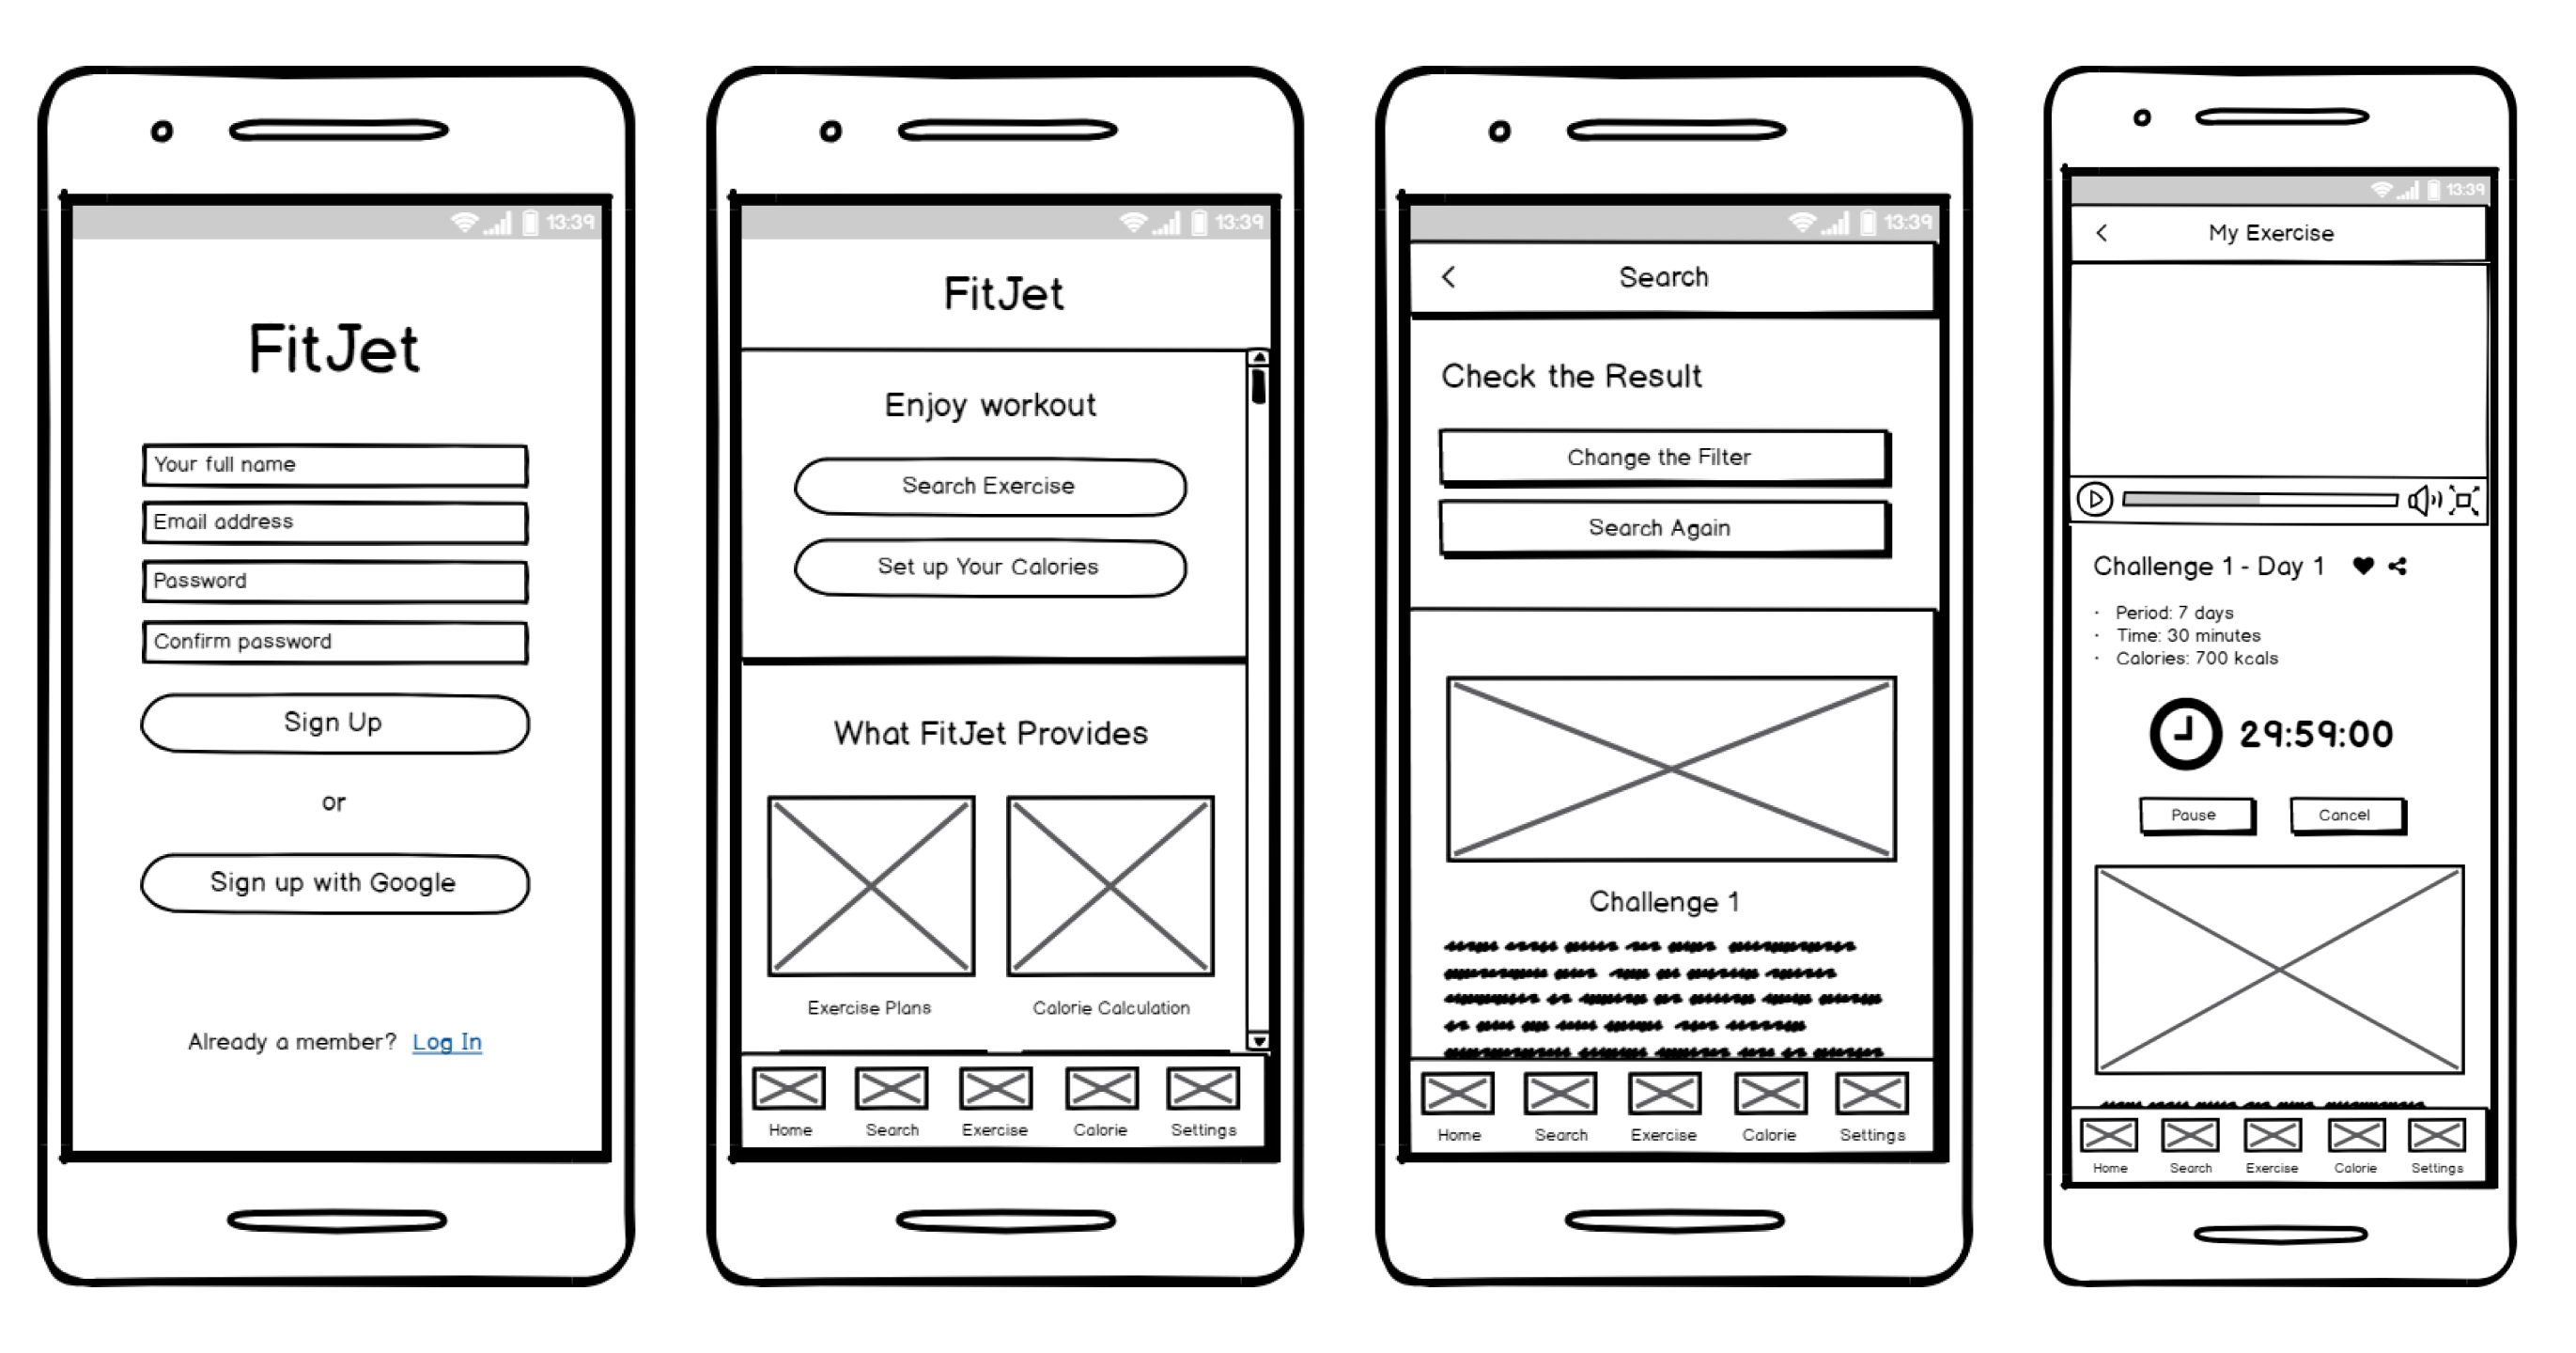 13:39
FitJet
Your full name
Email address
Password
Confirm password
Sign Up
or
Sign up with Google
Already a member? Log In
13:39
FitJet
Enjoy workout
Search Exercise
Set up Your Calories
What FitJet Provides
Exercise Plans
Calorie Calculation
Home
Search
Exercise
Calorie
Settings
13:39
Search
Check the Result
Change the Filter
Search Again
Challenge 1
Home
Search
Exercise
Calorie
Settings
13:39
My Exercise
Challenge 1 - Day 1
· Period: 7 days
· Time: 30 minutes
· Calories: 700 kcals
29:59:00
Pause
Cancel
Home
Search
Exercise
Calorie
Settings